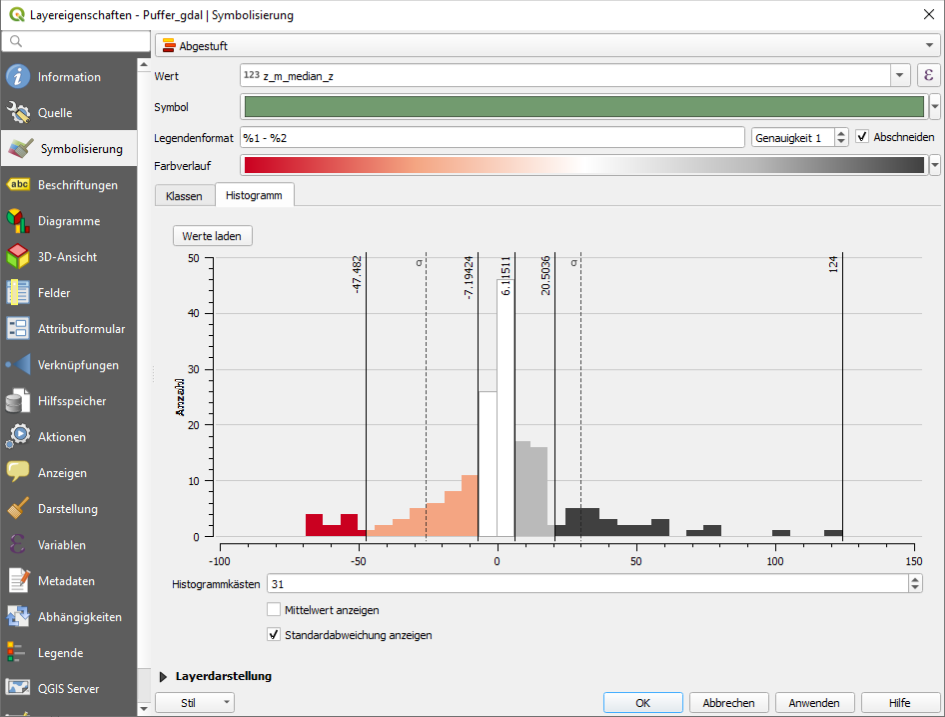 Layereigenschaften - Puffer_gdal | Symbolisierung
Information
Quelle
Symbolisierung
abc Beschriftungen
Diagramme
3D-Ansicht
Felder
Attributformular
Verknüpfungen
Hilfsspeicher
Aktionen
Anzeigen
Darstellung
Variablen
Metadaten
Abhängigkeiten
Legende
QGIS Server
Abgestuft
Wert 123 z_m_median_z ε
Symbol
Legendenformat %1 - %2 Genauigkeit 1 Abschneiden
Farbverlauf
Klassen Histogramm
Werte laden
-47.482 σ -7.19424 6.11511 20.5036 σ 124
50
40
30
20
10
0
Anzahl
-100 -50 0 50 100 150
Histogrammkästen 31
Mittelwert anzeigen
Standardabweichung anzeigen
Layerdarstellung
Stil OK Abbrechen Anwenden Hilfe